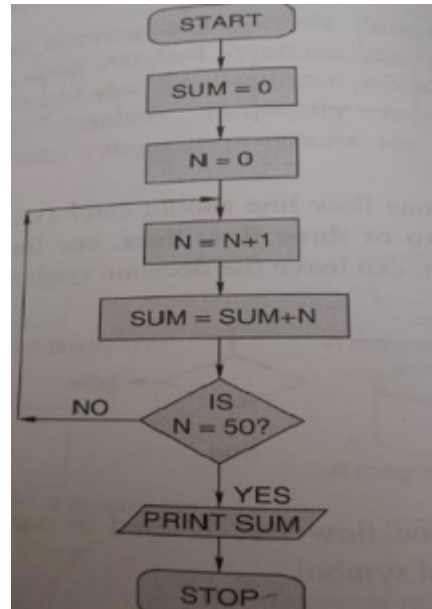 START
SUM = 0
N = 0
N = N+1
SUM = SUM+N
IS
N = 50?
NO
YES
PRINT SUM
STOP